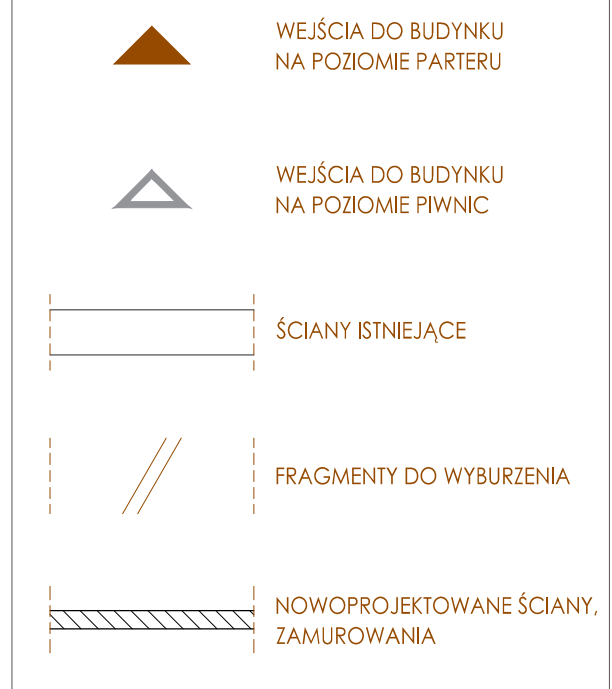 WEJŚCIA DO BUDYNKU
NA POZIOMIE PARTERU
WEJŚCIA DO BUDYNKU
NA POZIOMIE PIWNIC
ŚCIANY ISTNIEJĄCE
FRAGMENTY DO WYBURZENIA
NOWOPROJEKTOWANE ŚCIANY,
ZAMUROWANIA